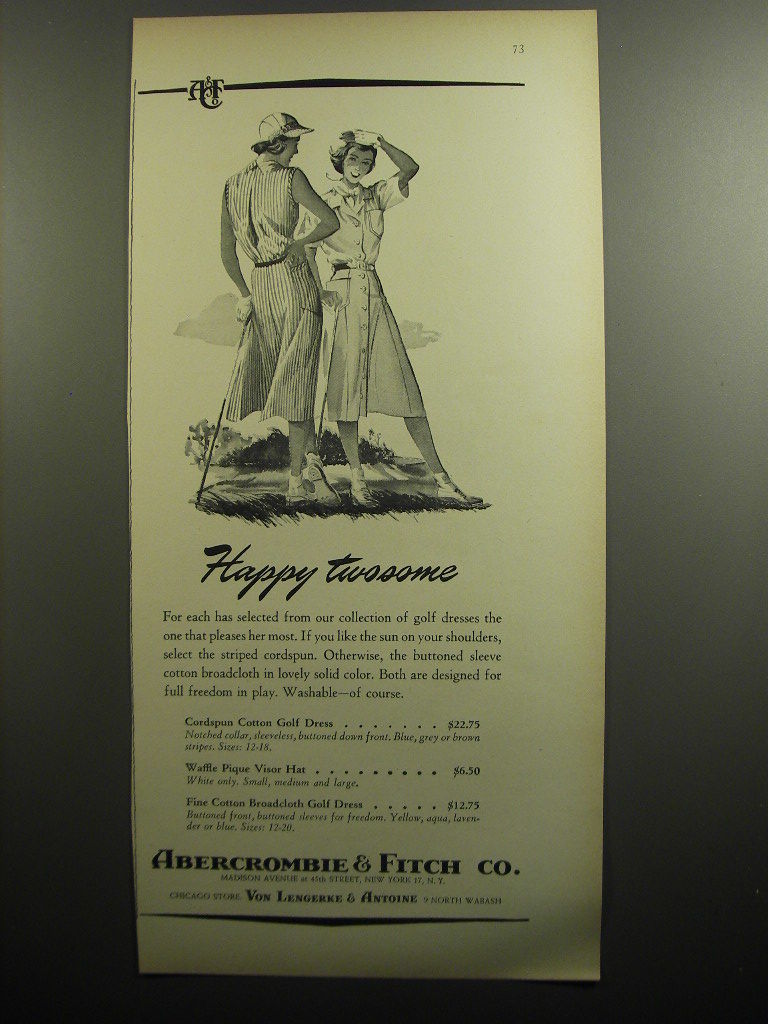 73
A&F Co
Happy twosome
For each has selected from our collection of golf dresses the
one that pleases her most. If you like the sun on your shoulders,
select the striped cordspun. Otherwise, the buttoned sleeve
cotton broadcloth in lovely solid color. Both are designed for
full freedom in play. Washable—of course.
Cordspun Cotton Golf Dress . . . . . . . $22.75
Notched collar, sleeveless, buttoned down front. Blue, grey or brown
stripes. Sizes: 12-18.
Waffle Pique Visor Hat . . . . . . . . . $6.50
White only. Small, medium and large.
Fine Cotton Broadcloth Golf Dress . . . . . $12.75
Buttoned front, buttoned sleeves for freedom. Yellow, aqua, laven-
der or blue. Sizes: 12-20.
ABERCROMBIE & FITCH CO.
MADISON AVENUE at 45th STREET, NEW YORK 17, N. Y.
CHICAGO STORE: VON LENGERKE & ANTOINE 9 NORTH WABASH